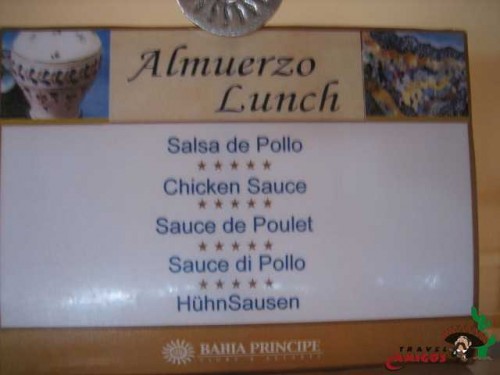 Almuerzo
Lunch
Salsa de Pollo
Chicken Sauce
Sauce de Poulet
Sauce di Pollo
HühnSausen
BAHIA PRINCIPE
TRAVEL
AMIGOS